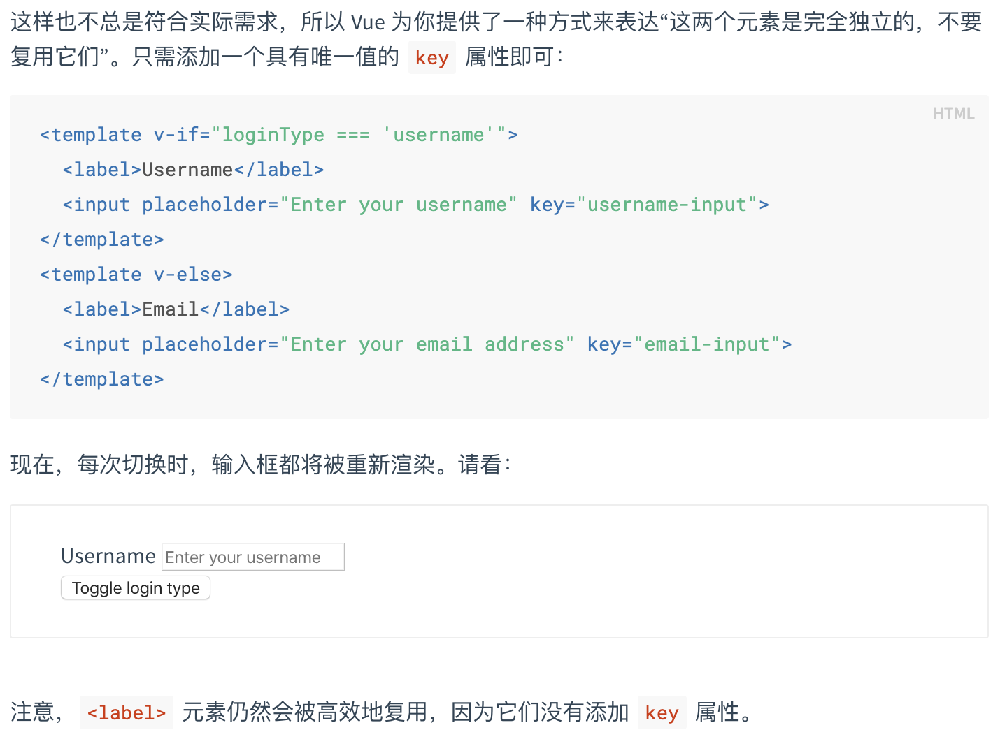 这样也不总是符合实际需求，所以 Vue 为你提供了一种方式来表达“这两个元素是完全独立的，不要
复用它们”。只需添加一个具有唯一值的 key 属性即可：
HTML
<template v-if="loginType === 'username'">
  <label>Username</label>
  <input placeholder="Enter your username" key="username-input">
</template>
<template v-else>
  <label>Email</label>
  <input placeholder="Enter your email address" key="email-input">
</template>
现在，每次切换时，输入框都将被重新渲染。请看：
Username Enter your username
Toggle login type
注意， <label> 元素仍然会被高效地复用，因为它们没有添加 key 属性。